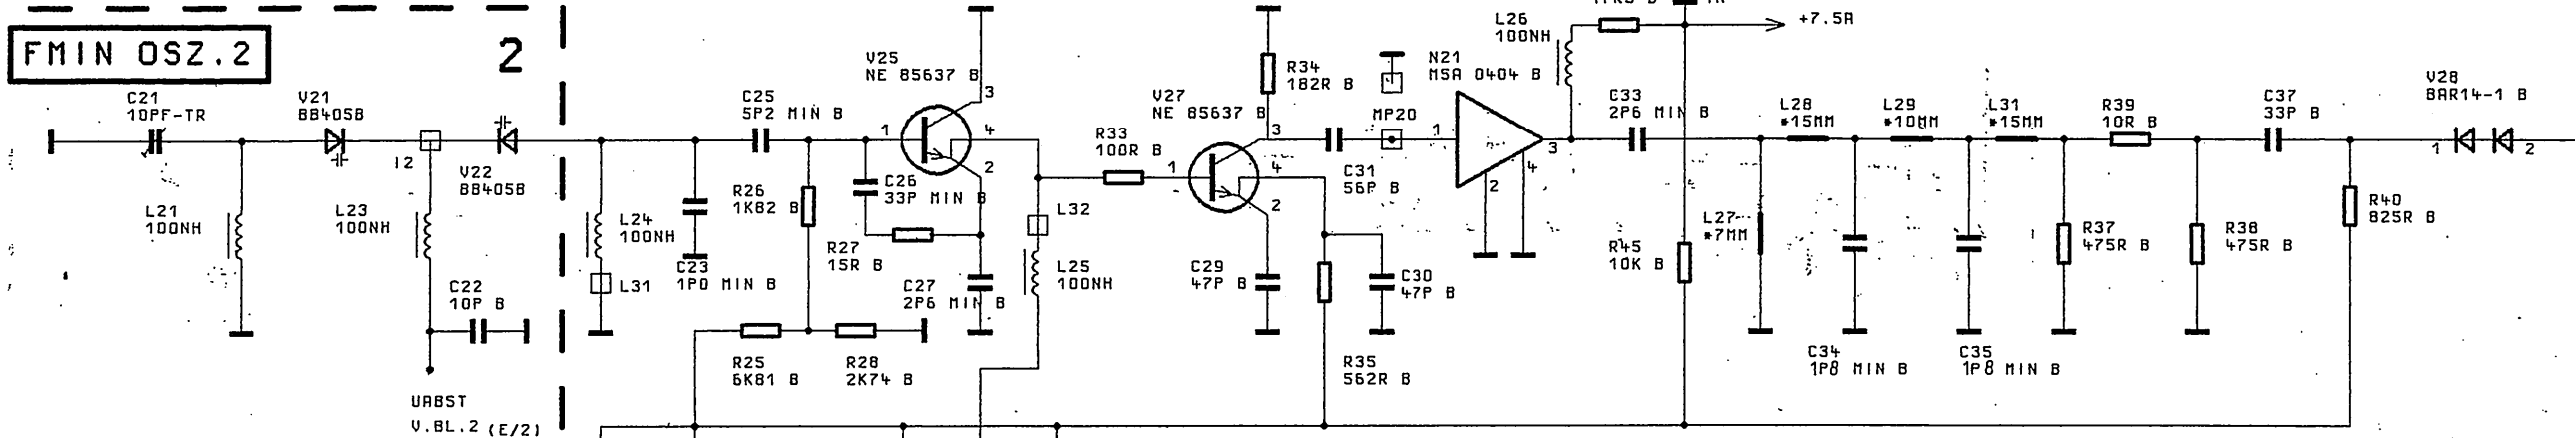 FMIN OSZ.2
2
C21
10PF-TR
V21
BB405B
I2
V22
BB405B
L21
100NH
L23
100NH
C22
10P B
UABST
V.BL.2 (E/2)
L24
100NH
L31
C23
1P0 MIN B
C25
5P2 MIN B
R26
1K82 B
R25
6K81 B
R28
2K74 B
V25
NE 85637 B
1
3
4
2
C26
33P MIN B
R27
15R B
C27
2P6 MIN B
L32
L25
100NH
R33
100R B
V27
NE 85637 B
1
3
4
2
C29
47P B
R34
182R B
C31
56P B
MP20
R35
562R B
C30
47P B
N21
MSA 0404 B
1
3
2
4
L26
100NH
+7.5A
C33
2P6 MIN B
R45
10K B
L27
*7MM
L28
*15MM
L29
*10MM
L31
*15MM
C34
1P8 MIN B
C35
1P8 MIN B
R39
10R B
R37
475R B
R38
475R B
C37
33P B
V28
BAR14-1 B
1
2
R40
825R B